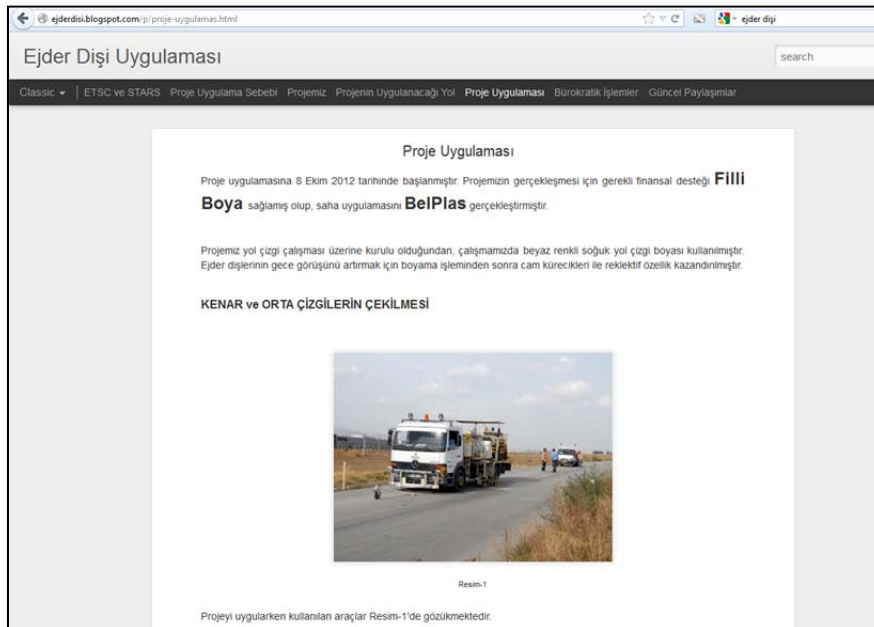 ejderdisi.blogspot.com/p/proje-uygulamas.html
ejder dişi
Ejder Dişi Uygulaması
search
Classic
ETSC ve STARS Proje Uygulama Sebebi Projemiz Projenin Uygulanacağı Yol Proje Uygulaması Bürokratik İşlemler Güncel Paylaşımlar
Proje Uygulaması
Proje uygulamasına 8 Ekim 2012 tarihinde başlanmıştır. Projemizin gerçekleşmesi için gerekli finansal desteği Filli
Boya sağlamış olup, saha uygulamasını BelPlas gerçekleştirmiştir.
Projemiz yol çizgi çalışması üzerine kurulu olduğundan, çalışmamızda beyaz renkli soğuk yol çizgi boyası kullanılmıştır.
Ejder dişlerinin gece görüşünü artırmak için boyama işleminden sonra cam kürecikleri ile reklektif özellik kazandırılmıştır.
KENAR ve ORTA ÇİZGİLERİN ÇEKİLMESİ
Resim-1
Projeyi uygularken kullanılan araçlar Resim-1'de gözükmektedir.